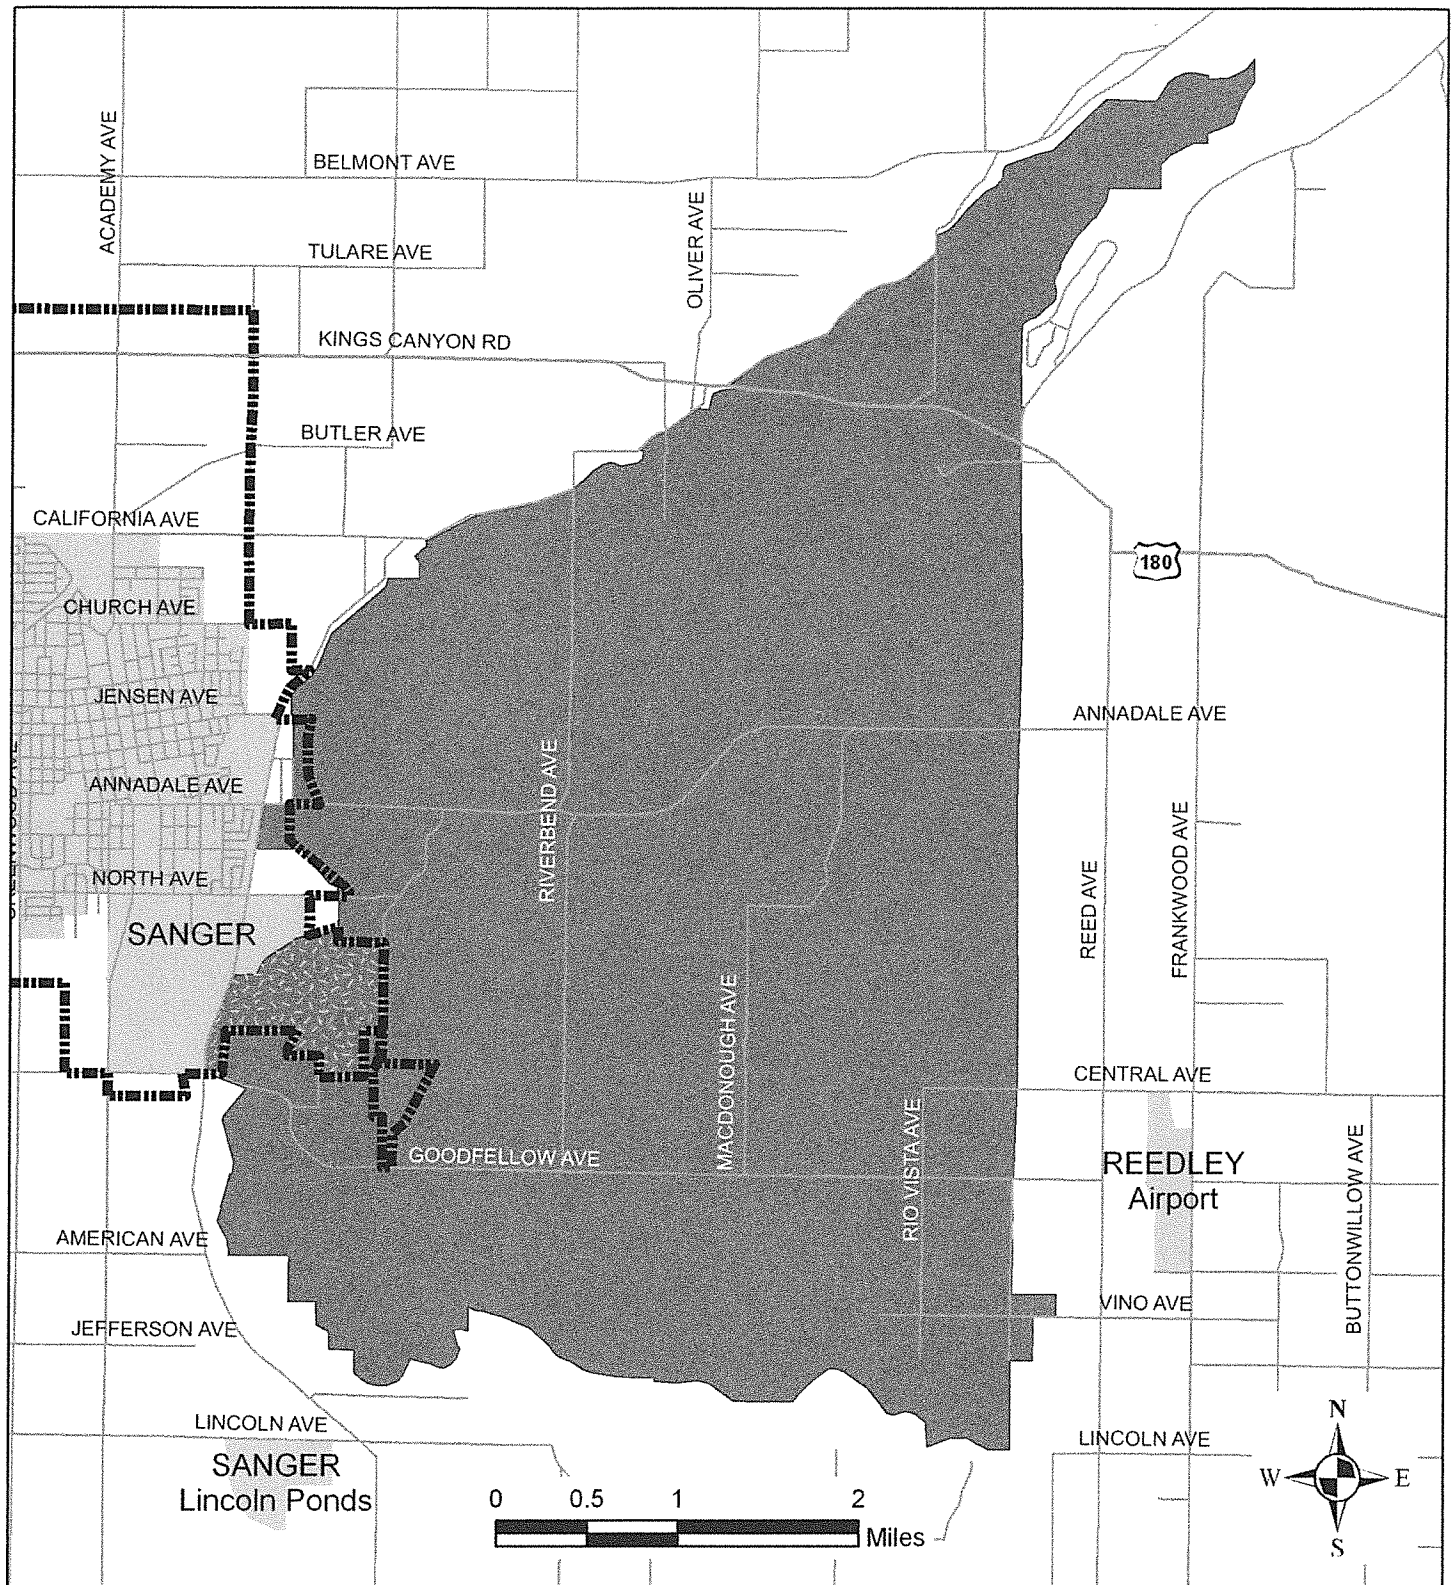 ACADEMY AVE
BELMONT AVE
OLIVER AVE
TULARE AVE
KINGS CANYON RD
BUTLER AVE
CALIFORNIA AVE
180
CHURCH AVE
JENSEN AVE
ANNADALE AVE
ANNADALE AVE
RIVERBEND AVE
FRANKWOOD AVE
REED AVE
NORTH AVE
SANGER
MACDONOUGH AVE
CENTRAL AVE
RIO VISTA AVE
GOODFELLOW AVE
REEDLEY
Airport
BUTTONWILLOW AVE
AMERICAN AVE
VINO AVE
JEFFERSON AVE
LINCOLN AVE
LINCOLN AVE
SANGER
Lincoln Ponds
0 0.5 1 2
Miles
N
W E
S